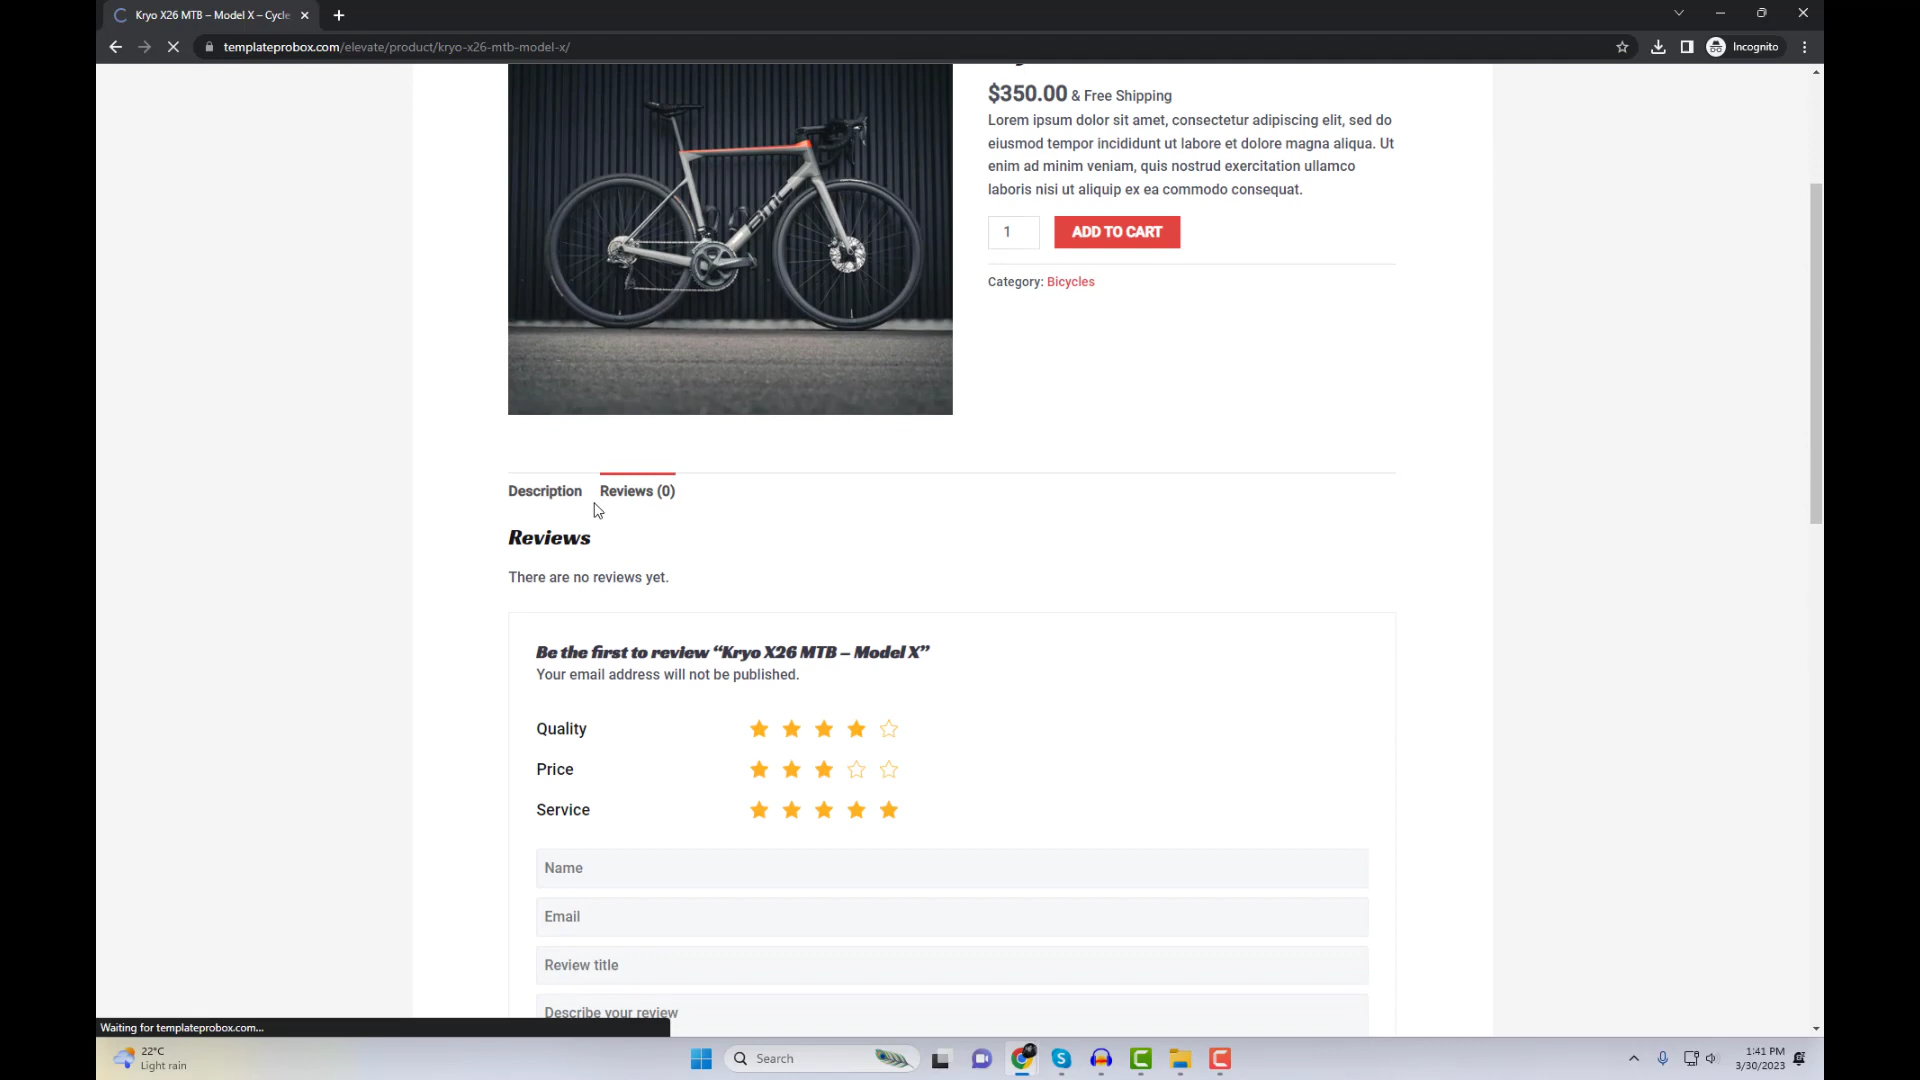 Kryo X26 MTB – Model X – Cycle
templateprobox.com/elevate/product/kryo-x26-mtb-model-x/
Incognito
BMC
$350.00 & Free Shipping
Lorem ipsum dolor sit amet, consectetur adipiscing elit, sed do
eiusmod tempor incididunt ut labore et dolore magna aliqua. Ut
enim ad minim veniam, quis nostrud exercitation ullamco
laboris nisi ut aliquip ex ea commodo consequat.
1
ADD TO CART
Category: Bicycles
Description
Reviews (0)
Reviews
There are no reviews yet.
Be the first to review “Kryo X26 MTB – Model X”
Your email address will not be published.
Quality
Price
Service
Name
Email
Review title
Describe your review
Waiting for templateprobox.com...
22°C
Light rain
Search
1:41 PM
3/30/2023